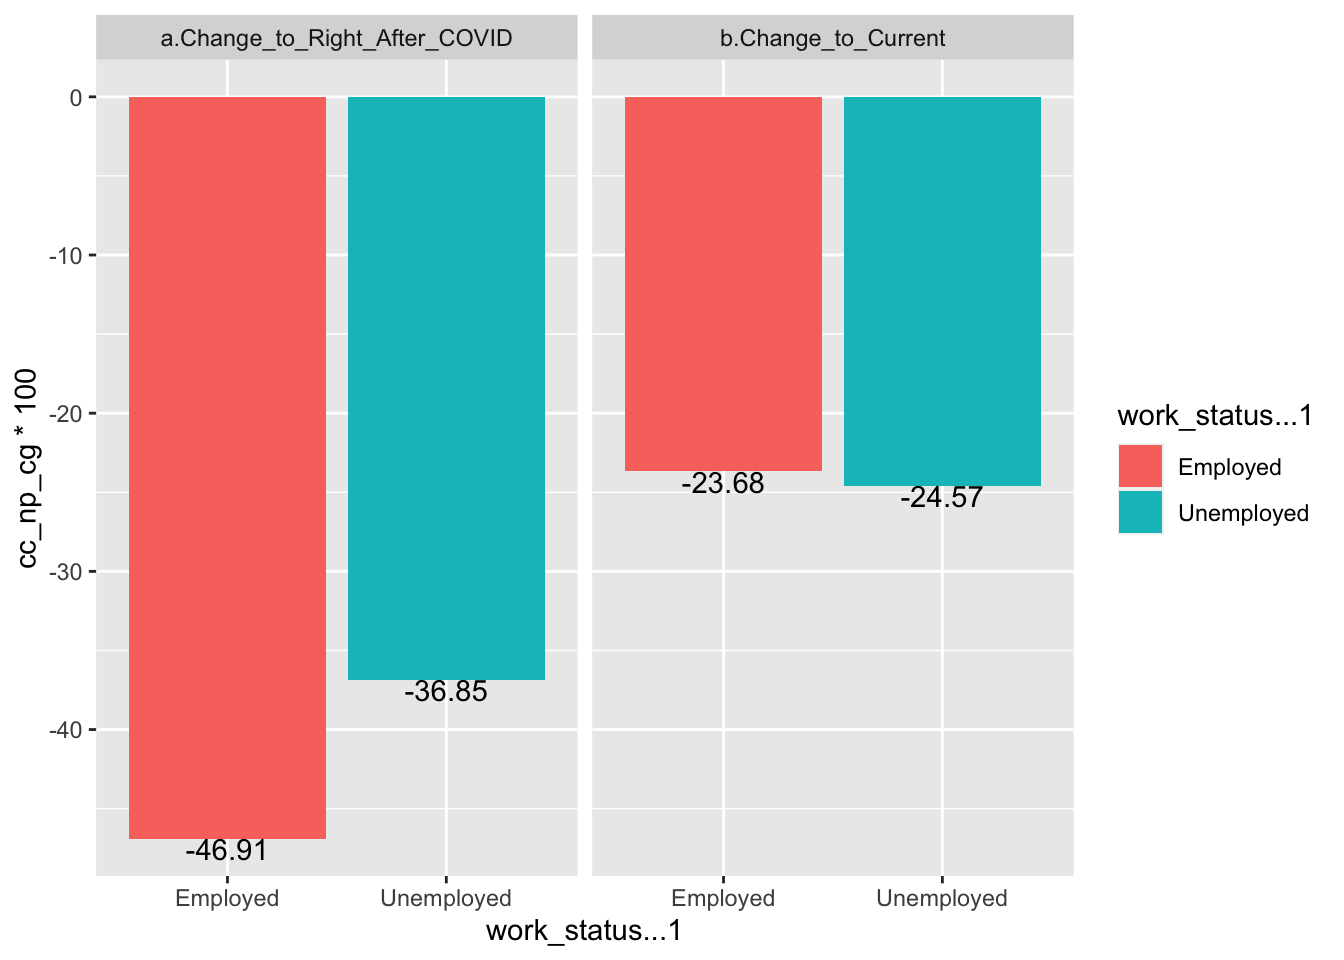 a.Change_to_Right_After_COVID
b.Change_to_Current
0
-10
-20
-30
-40
cc_np_cg * 100
-46.91
-36.85
-23.68
-24.57
Employed
Unemployed
Employed
Unemployed
work_status...1
work_status...1
Employed
Unemployed